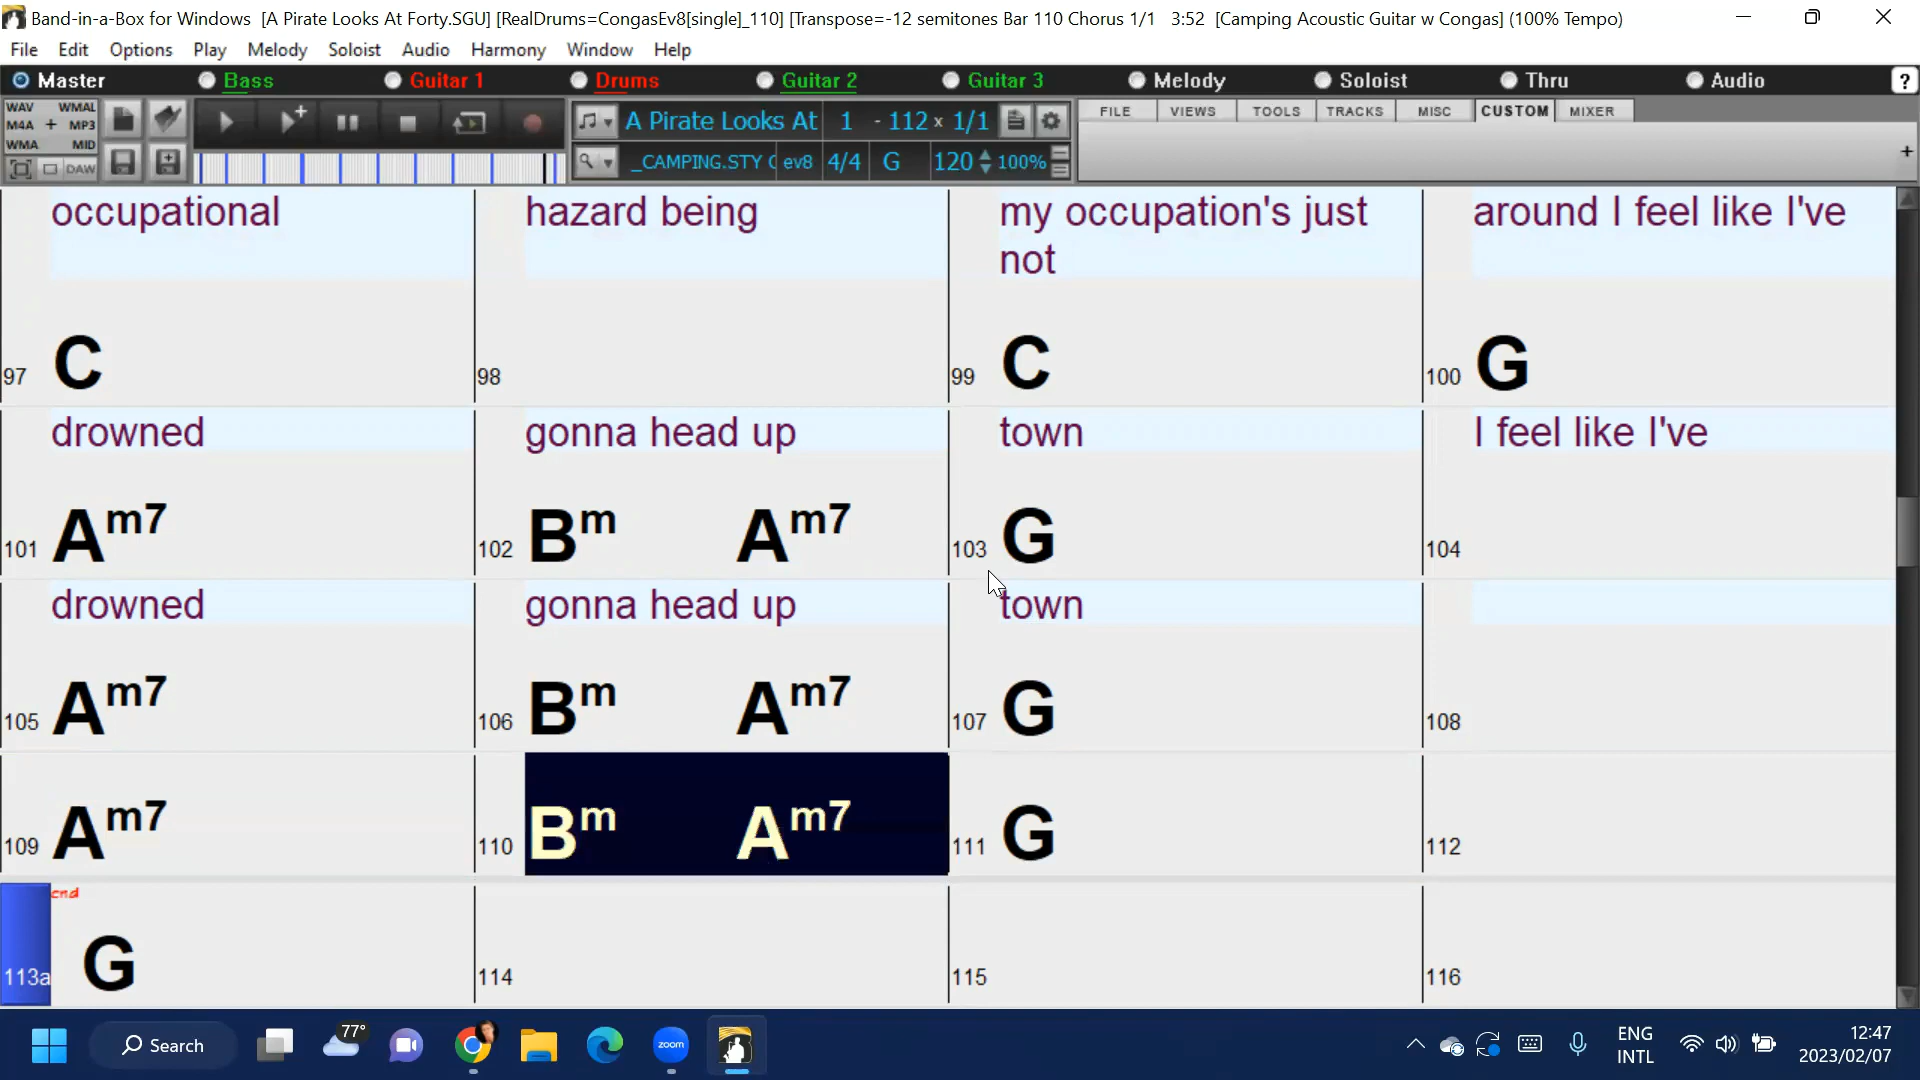 Band-in-a-Box for Windows [A Pirate Looks At Forty.SGU] [RealDrums=CongasEv8[single]_110] [Transpose=-12 semitones Bar 110 Chorus 1/1 3:52 [Camping Acoustic Guitar w Congas] (100% Tempo)
File Edit Options Play Melody Soloist Audio Harmony Window Help
Master Bass Guitar 1 Drums Guitar 2 Guitar 3 Melody Soloist Thru Audio ?
WAV WMAL
M4A + MP3
WMA MID
DAW
A Pirate Looks At 1 - 112 x 1/1
_CAMPING.STY ( ev8 4/4 G 120 100%
FILE VIEWS TOOLS TRACKS MISC CUSTOM MIXER
+
occupational hazard being my occupation's just around I feel like I've
not
97 C 98 99 C 100 G
drowned gonna head up town I feel like I've
101 Am7 102 Bm Am7 103 G 104
drowned gonna head up town
105 Am7 106 Bm Am7 107 G 108
109 Am7 110 Bm Am7 111 G 112
end
113a G 114 115 116
Search 77° zoom ENG
INTL
12:47
2023/02/07